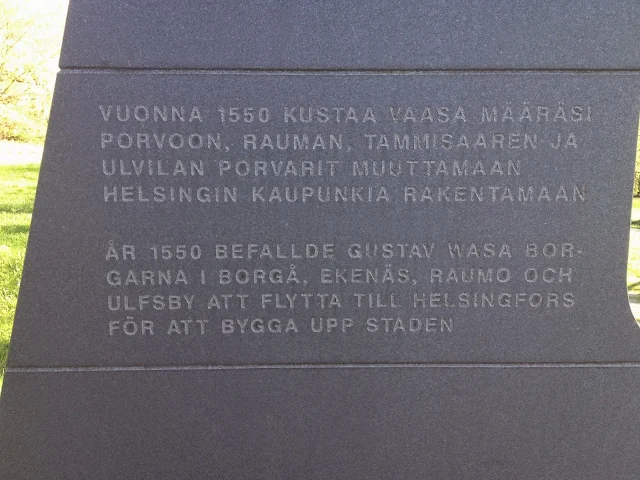 VUONNA 1550 KUSTAA VAASA MÄÄRÄSI
PORVOON, RAUMAN, TAMMISAAREN JA
ULVILAN PORVARIT MUUTTAMAAN
HELSINGIN KAUPUNKIA RAKENTAMAAN
ÅR 1550 BEFALLDE GUSTAV WASA BOR-
GARNA I BORGÅ, EKENÄS, RAUMO OCH
ULFSBY ATT FLYTTA TILL HELSINGFORS
FÖR ATT BYGGA UPP STADEN